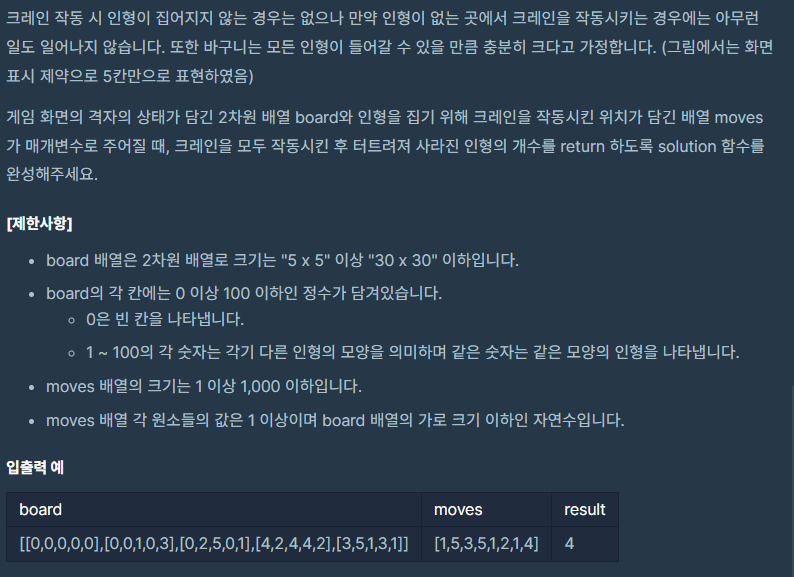 크레인 작동 시 인형이 집어지지 않는 경우는 없으나 만약 인형이 없는 곳에서 크레인을 작동시키는 경우에는 아무런
일도 일어나지 않습니다. 또한 바구니는 모든 인형이 들어갈 수 있을 만큼 충분히 크다고 가정합니다. (그림에서는 화면
표시 제약으로 5칸만으로 표현하였음)
게임 화면의 격자의 상태가 담긴 2차원 배열 board와 인형을 집기 위해 크레인을 작동시킨 위치가 담긴 배열 moves
가 매개변수로 주어질 때, 크레인을 모두 작동시킨 후 터트려져 사라진 인형의 개수를 return 하도록 solution 함수를
완성해주세요.
[제한사항]
• board 배열은 2차원 배열로 크기는 "5 x 5" 이상 "30 x 30" 이하입니다.
• board의 각 칸에는 0 이상 100 이하인 정수가 담겨있습니다.
◦ 0은 빈 칸을 나타냅니다.
◦ 1 ~ 100의 각 숫자는 각기 다른 인형의 모양을 의미하며 같은 숫자는 같은 모양의 인형을 나타냅니다.
• moves 배열의 크기는 1 이상 1,000 이하입니다.
• moves 배열 각 원소들의 값은 1 이상이며 board 배열의 가로 크기 이하인 자연수입니다.
입출력 예
board moves result
[[0,0,0,0,0],[0,0,1,0,3],[0,2,5,0,1],[4,2,4,4,2],[3,5,1,3,1]] [1,5,3,5,1,2,1,4] 4